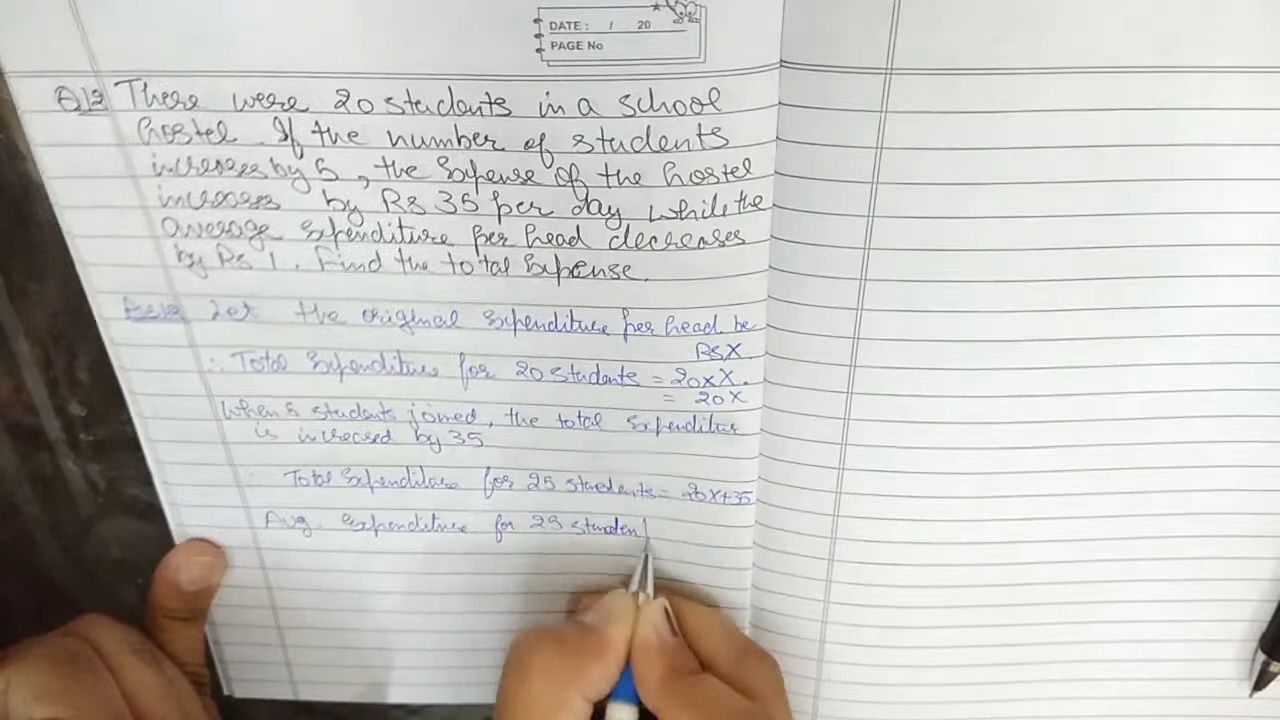 DATE : / 20
PAGE No
Q12 There were 20 students in a school
hostel. If the number of students
increases by 5, the expense of the hostel
increases by Rs 35 per day while the
average expenditure per head decreases
by Rs 1. Find the total expense.
Let the original expenditure per head be
Rs X
∴ Total expenditure for 20 students = 20xX.
= 20X
When 5 students joined, the total expenditure
is increased by 35
Total expenditure for 25 students = 20X+35
Avg. expenditure for 25 studen